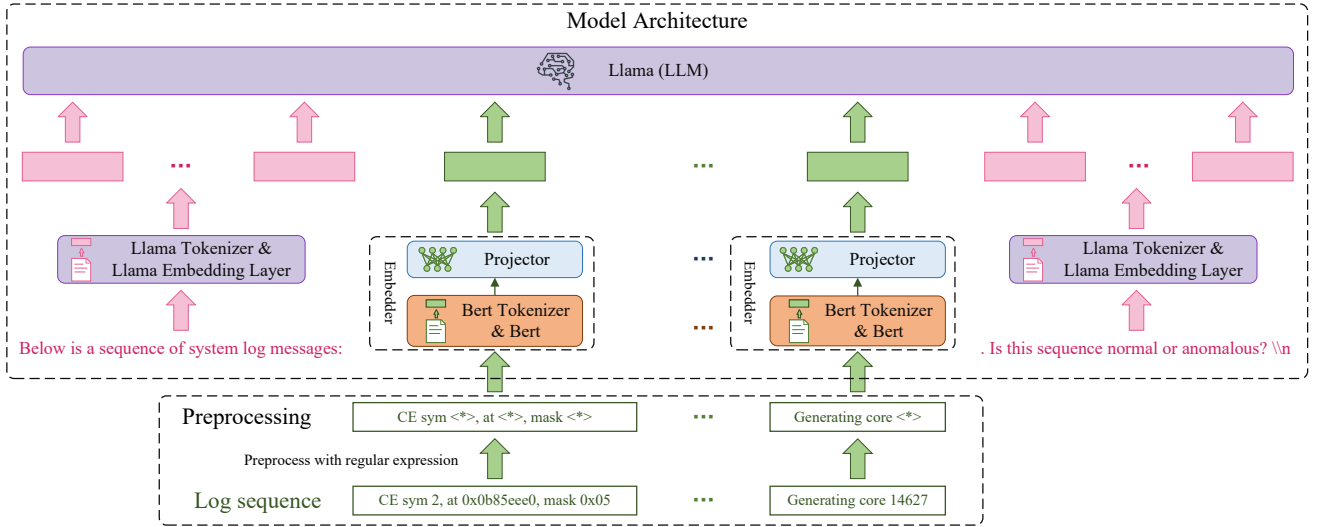 Model Architecture
Llama (LLM)
...
...
...
Llama Tokenizer &
Llama Embedding Layer
Embedder
Projector
Bert Tokenizer
& Bert
...
...
Embedder
Projector
Bert Tokenizer
& Bert
Llama Tokenizer &
Llama Embedding Layer
Below is a sequence of system log messages:
. Is this sequence normal or anomalous? \\n
Preprocessing
CE sym <*>, at <*>, mask <*>
...
Generating core <*>
Preprocess with regular expression
Log sequence
CE sym 2, at 0x0b85eee0, mask 0x05
...
Generating core 14627